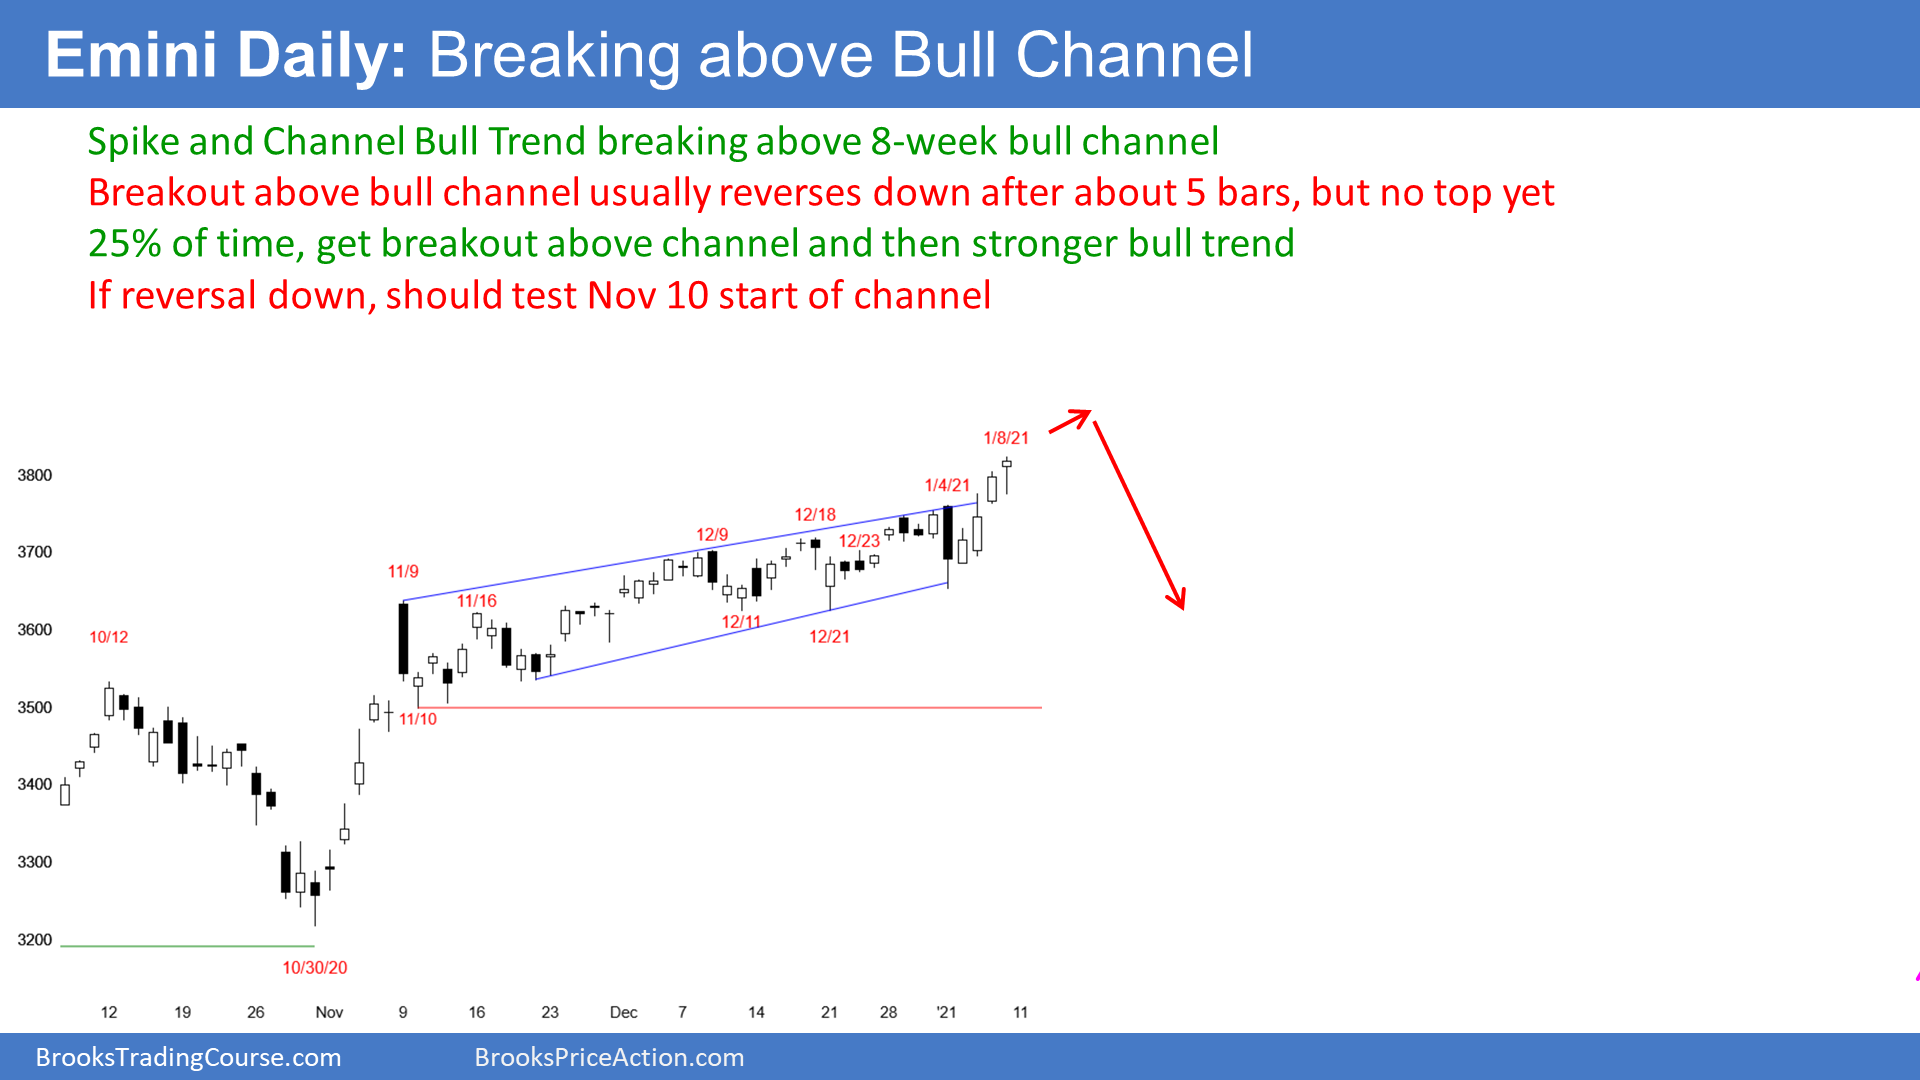 Emini Daily: Breaking above Bull Channel
Spike and Channel Bull Trend breaking above 8-week bull channel
Breakout above bull channel usually reverses down after about 5 bars, but no top yet
25% of time, get breakout above channel and then stronger bull trend
If reversal down, should test Nov 10 start of channel
1/8/21
3800
1/4/21
12/18
12/9
12/23
3700
11/9
11/16
12/11
3600
10/12
12/21
3500
11/10
3400
3300
3200
10/30/20
12 19 26 Nov 9 16 23 Dec 7 14 21 28 '21 11
BrooksTradingCourse.com BrooksPriceAction.com